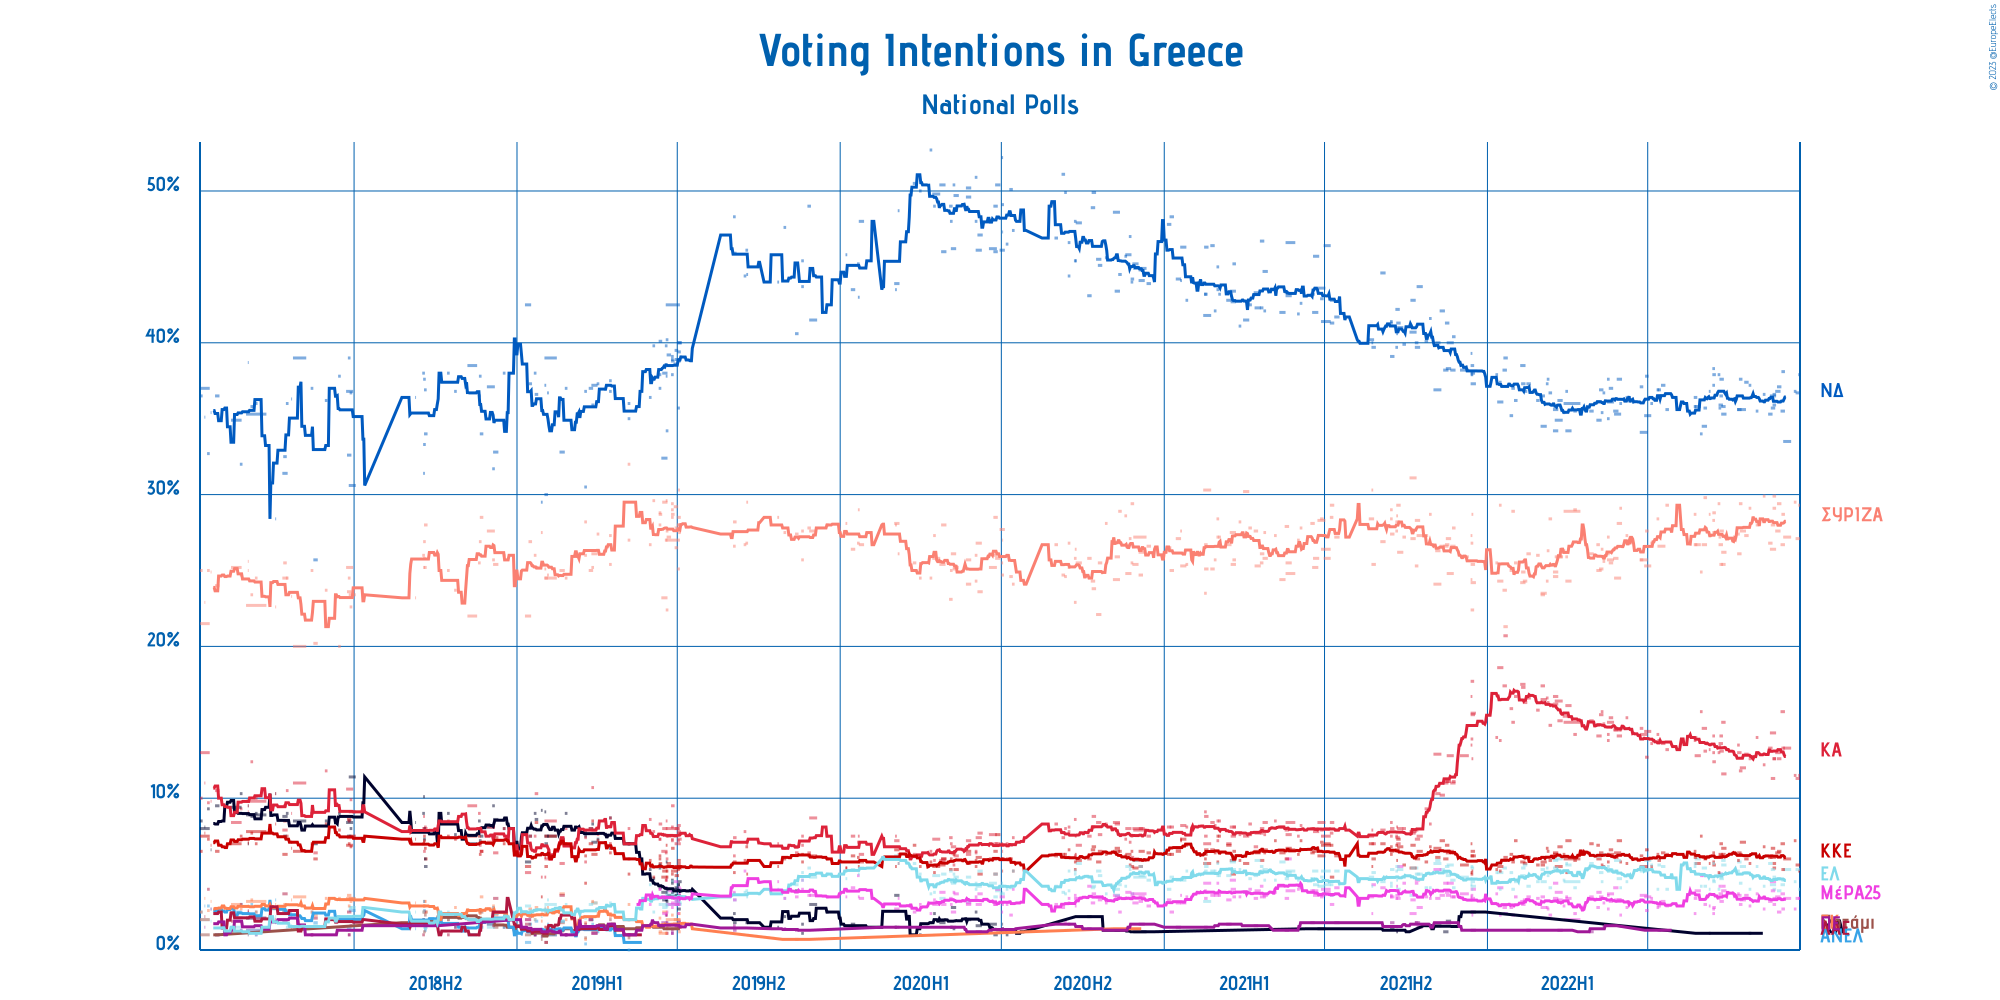 Voting Intentions in Greece
National Polls
© 2023 @EuropeElects
50%
40%
30%
20%
10%
0%
ΝΔ
ΣΥΡΙΖΑ
ΚΑ
ΚΚΕ
ΕΛ
ΜέΡΑ25
ΑΝΕΛ
2018H2
2019H1
2019H2
2020H1
2020H2
2021H1
2021H2
2022H1